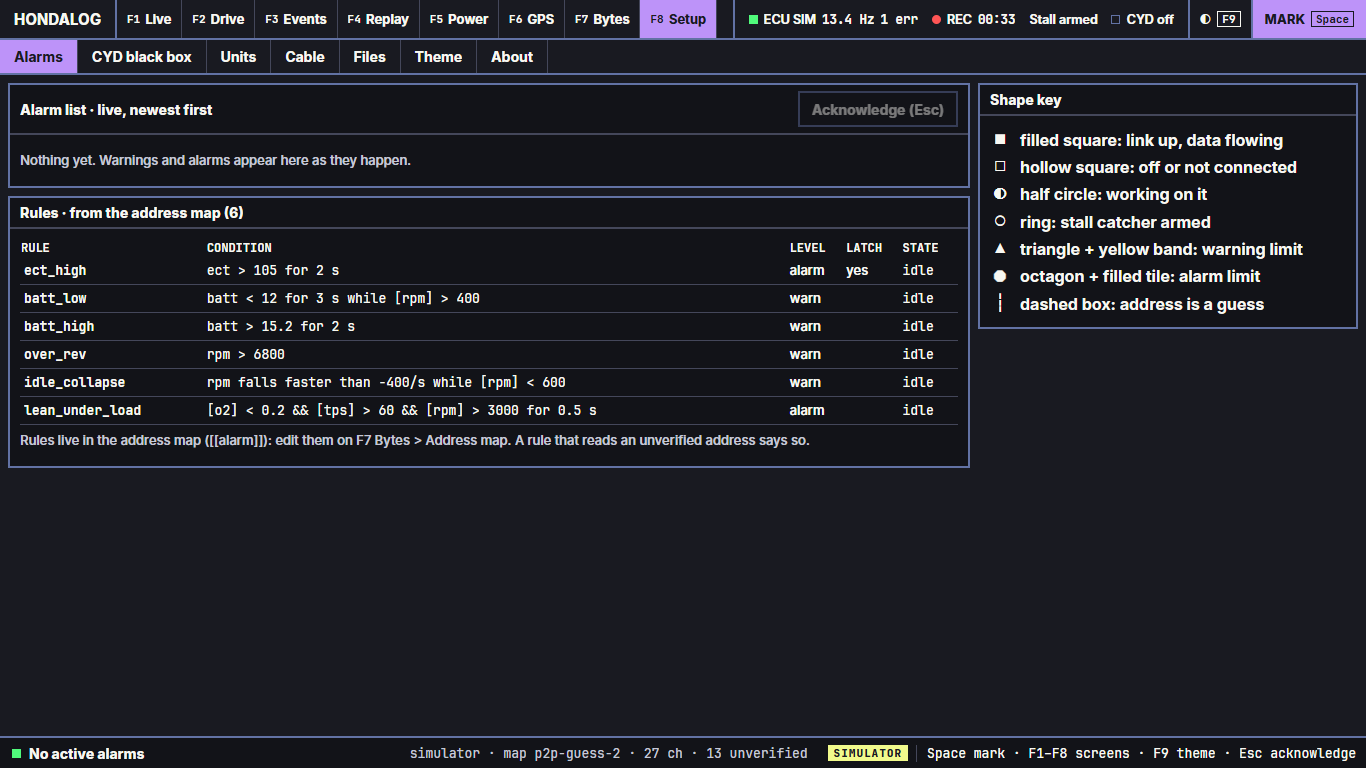 HONDALOG F1 Live F2 Drive F3 Events F4 Replay F5 Power F6 GPS F7 Bytes F8 Setup ECU SIM 13.4 Hz 1 err REC 00:33 Stall armed CYD off F9 MARK Space
Alarms CYD black box Units Cable Files Theme About
Alarm list · live, newest first Acknowledge (Esc)
Nothing yet. Warnings and alarms appear here as they happen.
Rules · from the address map (6)
RULE CONDITION LEVEL LATCH STATE
ect_high ect > 105 for 2 s alarm yes idle
batt_low batt < 12 for 3 s while [rpm] > 400 warn idle
batt_high batt > 15.2 for 2 s warn idle
over_rev rpm > 6800 warn idle
idle_collapse rpm falls faster than -400/s while [rpm] < 600 warn idle
lean_under_load [o2] < 0.2 && [tps] > 60 && [rpm] > 3000 for 0.5 s alarm idle
Rules live in the address map ([[alarm]]): edit them on F7 Bytes > Address map. A rule that reads an unverified address says so.
Shape key
filled square: link up, data flowing
hollow square: off or not connected
half circle: working on it
ring: stall catcher armed
triangle + yellow band: warning limit
octagon + filled tile: alarm limit
dashed box: address is a guess
No active alarms simulator · map p2p-guess-2 · 27 ch · 13 unverified SIMULATOR Space mark · F1-F8 screens · F9 theme · Esc acknowledge